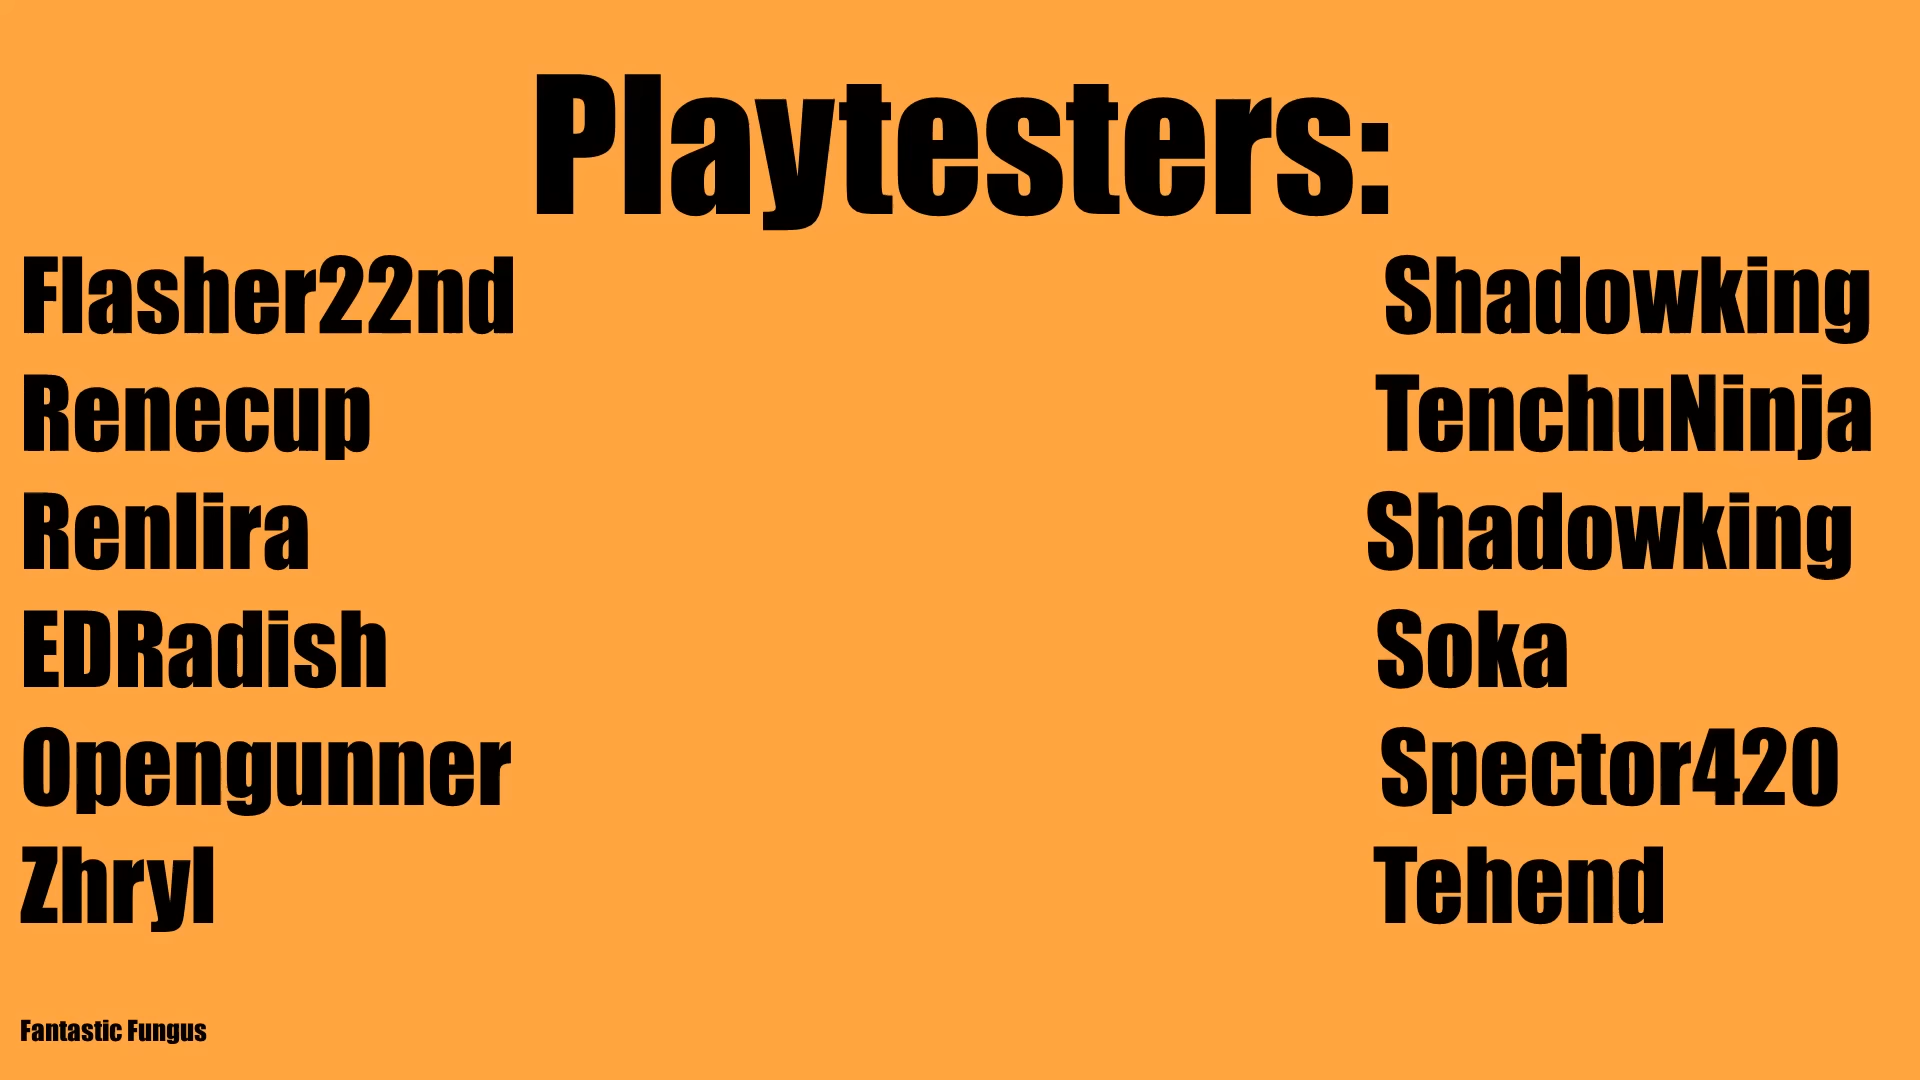 Playtesters:
Flasher22nd
Renecup
Renlira
EDRadish
Opengunner
Zhryl
Shadowking
TenchuNinja
Shadowking
Soka
Spector420
Tehend
Fantastic Fungus